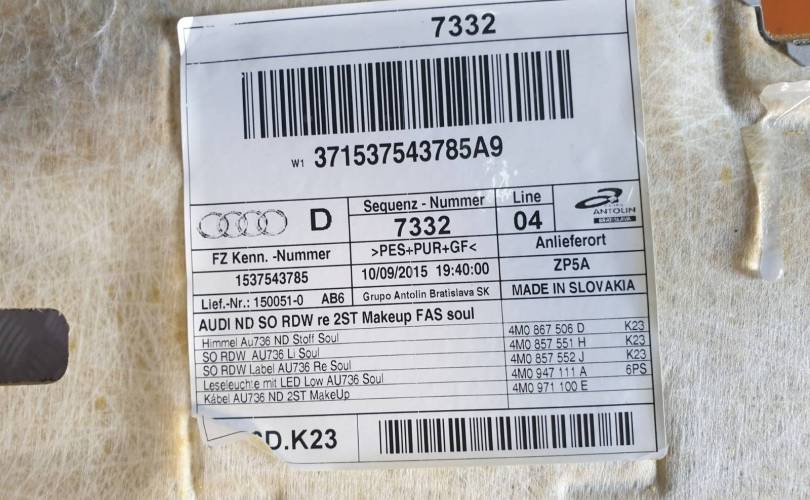 7332
W1 371537543785A9
D
Sequenz - Nummer
7332
Line
04
ANTOLIN
BRATISLAVA
FZ Kenn. -Nummer
1537543785
>PES+PUR+GF<
10/09/2015 19:40:00
Anlieferort
ZP5A
Lief.-Nr.: 150051-0 AB6
Grupo Antolin Bratislava SK
MADE IN SLOVAKIA
AUDI ND SO RDW re 2ST Makeup FAS soul
Himmel Au736 ND Stoff Soul 4M0 867 506 D K23
SO RDW AU736 Li Soul 4M0 857 551 H K23
SO RDW Label AU736 Re Soul 4M0 857 552 J K23
Leseleuchte mit LED Low AU736 Soul 4M0 947 111 A 6PS
Kábel AU736 ND 2ST MakeUp 4M0 971 100 E
D.K23